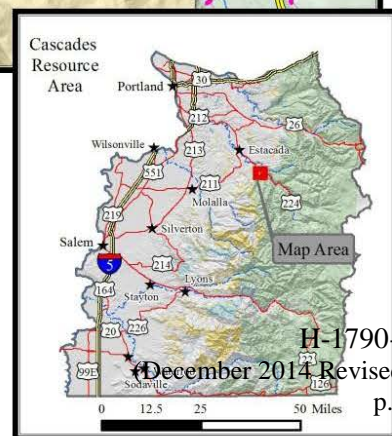 Cascades
Resource
Area
Portland
30
212
26
Wilsonville
213
Estacada
551
211
Molalla
224
219
Silverton
Salem
Map Area
5
214
164
Lyons
Stayton
20
226
H-1790-
22
December 2014 Revised
99E
Sodaville
126
p.
0 12.5 25 50 Miles